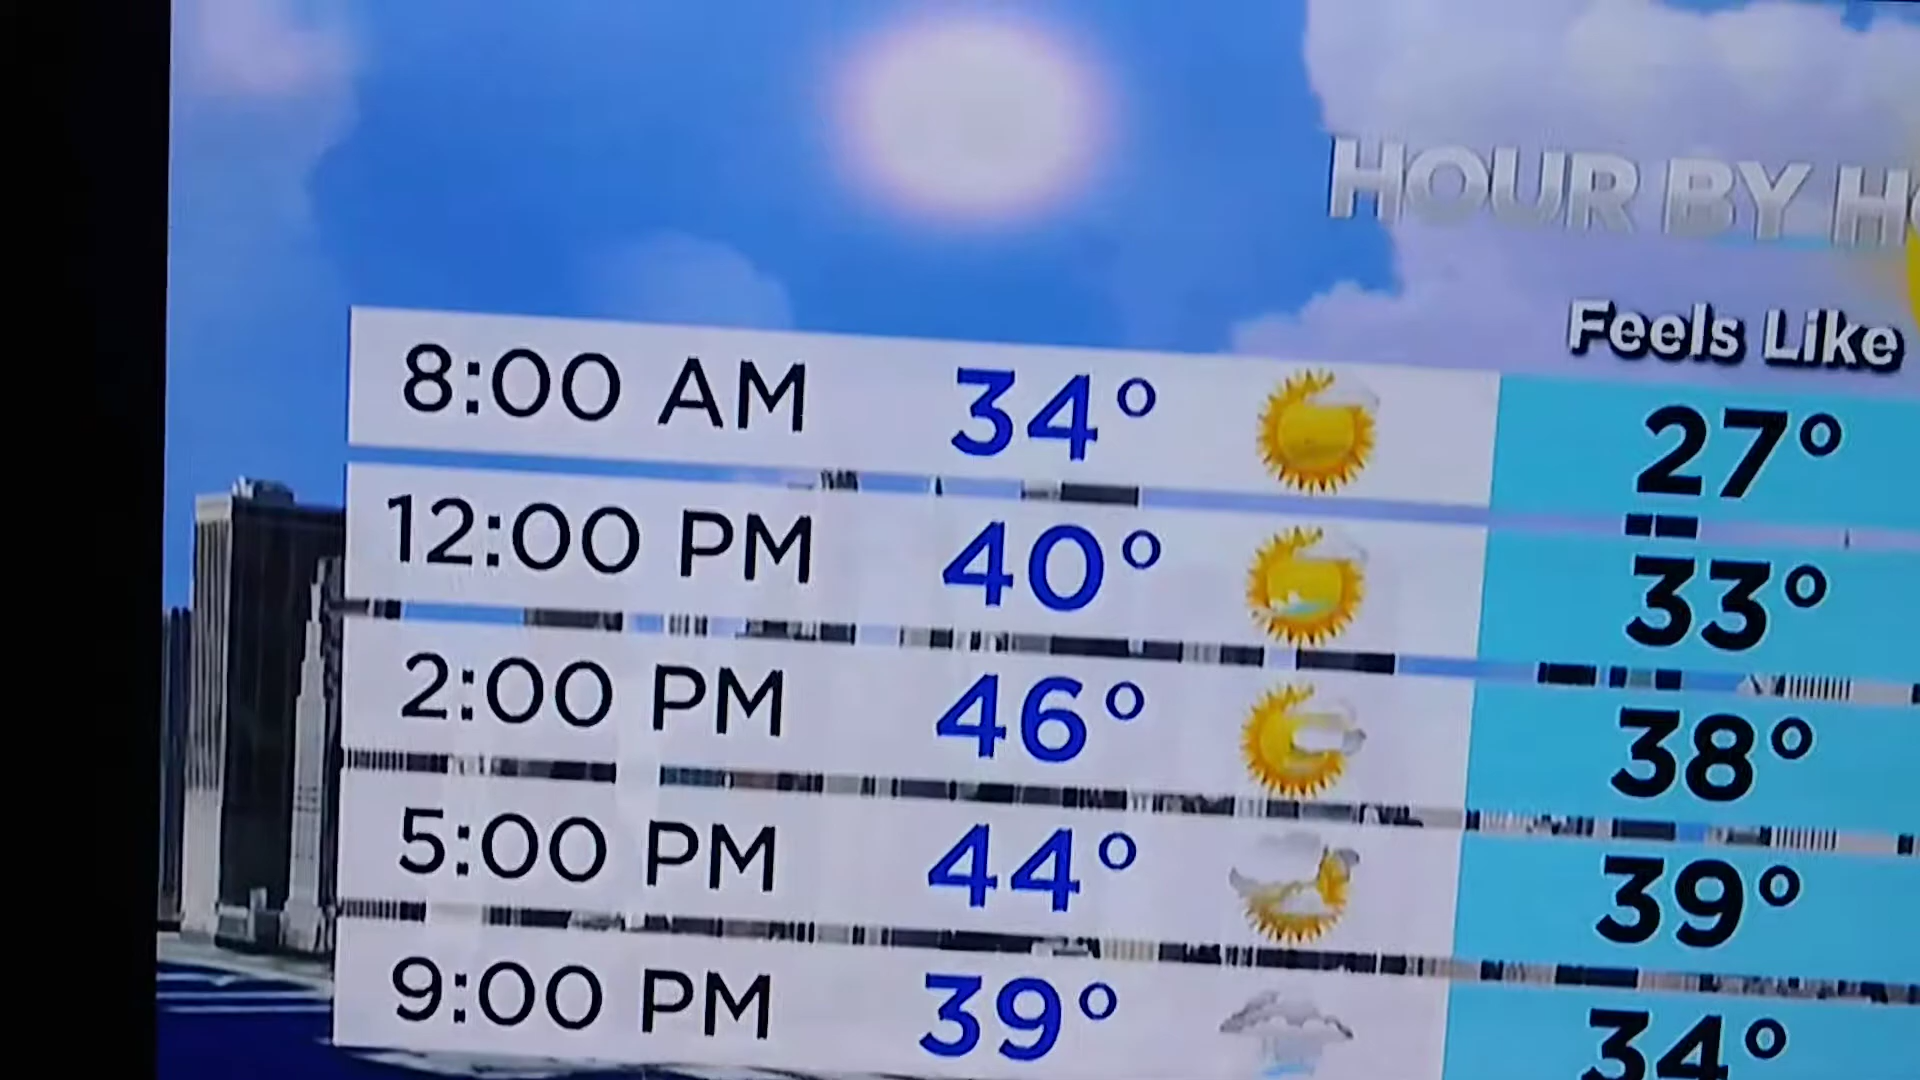 HOUR BY
Feels Like
8:00 AM 34° 27°
12:00 PM 40° 33°
2:00 PM 46° 38°
5:00 PM 44° 39°
9:00 PM 39° 34°